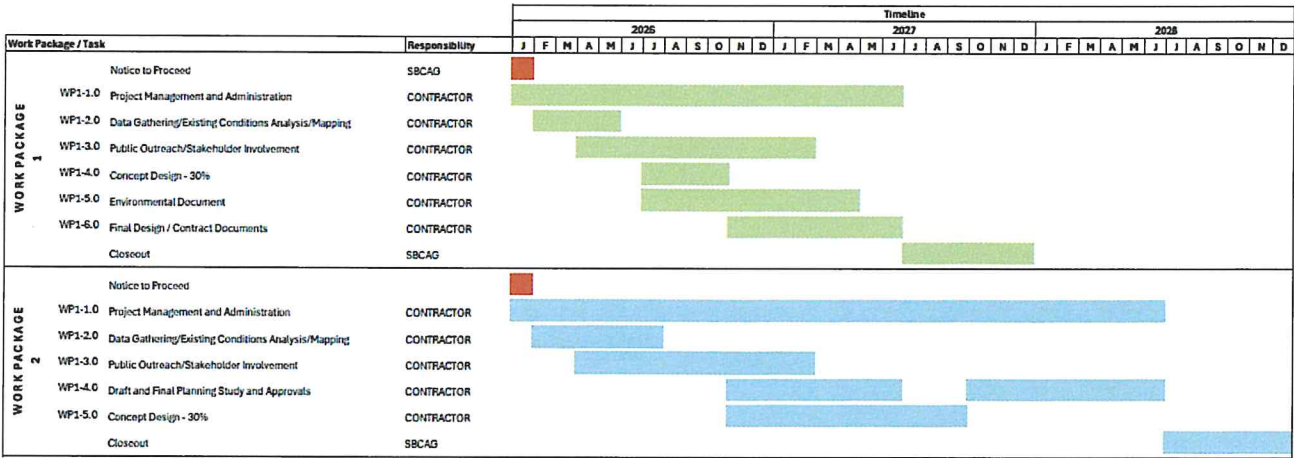 Timeline
2026 2027 2028
Work Package / Task Responsibility J F M A M J J A S O N D J F M A M J J A S O N D J F M A M J J A S O N D
WORK PACKAGE 1
Notice to Proceed SBCAG
WP1-1.0 Project Management and Administration CONTRACTOR
WP1-2.0 Data Gathering/Existing Conditions Analysis/Mapping CONTRACTOR
WP1-3.0 Public Outreach/Stakeholder Involvement CONTRACTOR
WP1-4.0 Concept Design - 30% CONTRACTOR
WP1-5.0 Environmental Document CONTRACTOR
WP1-6.0 Final Design / Contract Documents CONTRACTOR
Closeout SBCAG
WORK PACKAGE 2
Notice to Proceed
WP1-1.0 Project Management and Administration CONTRACTOR
WP1-2.0 Data Gathering/Existing Conditions Analysis/Mapping CONTRACTOR
WP1-3.0 Public Outreach/Stakeholder Involvement CONTRACTOR
WP1-4.0 Draft and Final Planning Study and Approvals CONTRACTOR
WP1-5.0 Concept Design - 30% CONTRACTOR
Closeout SBCAG